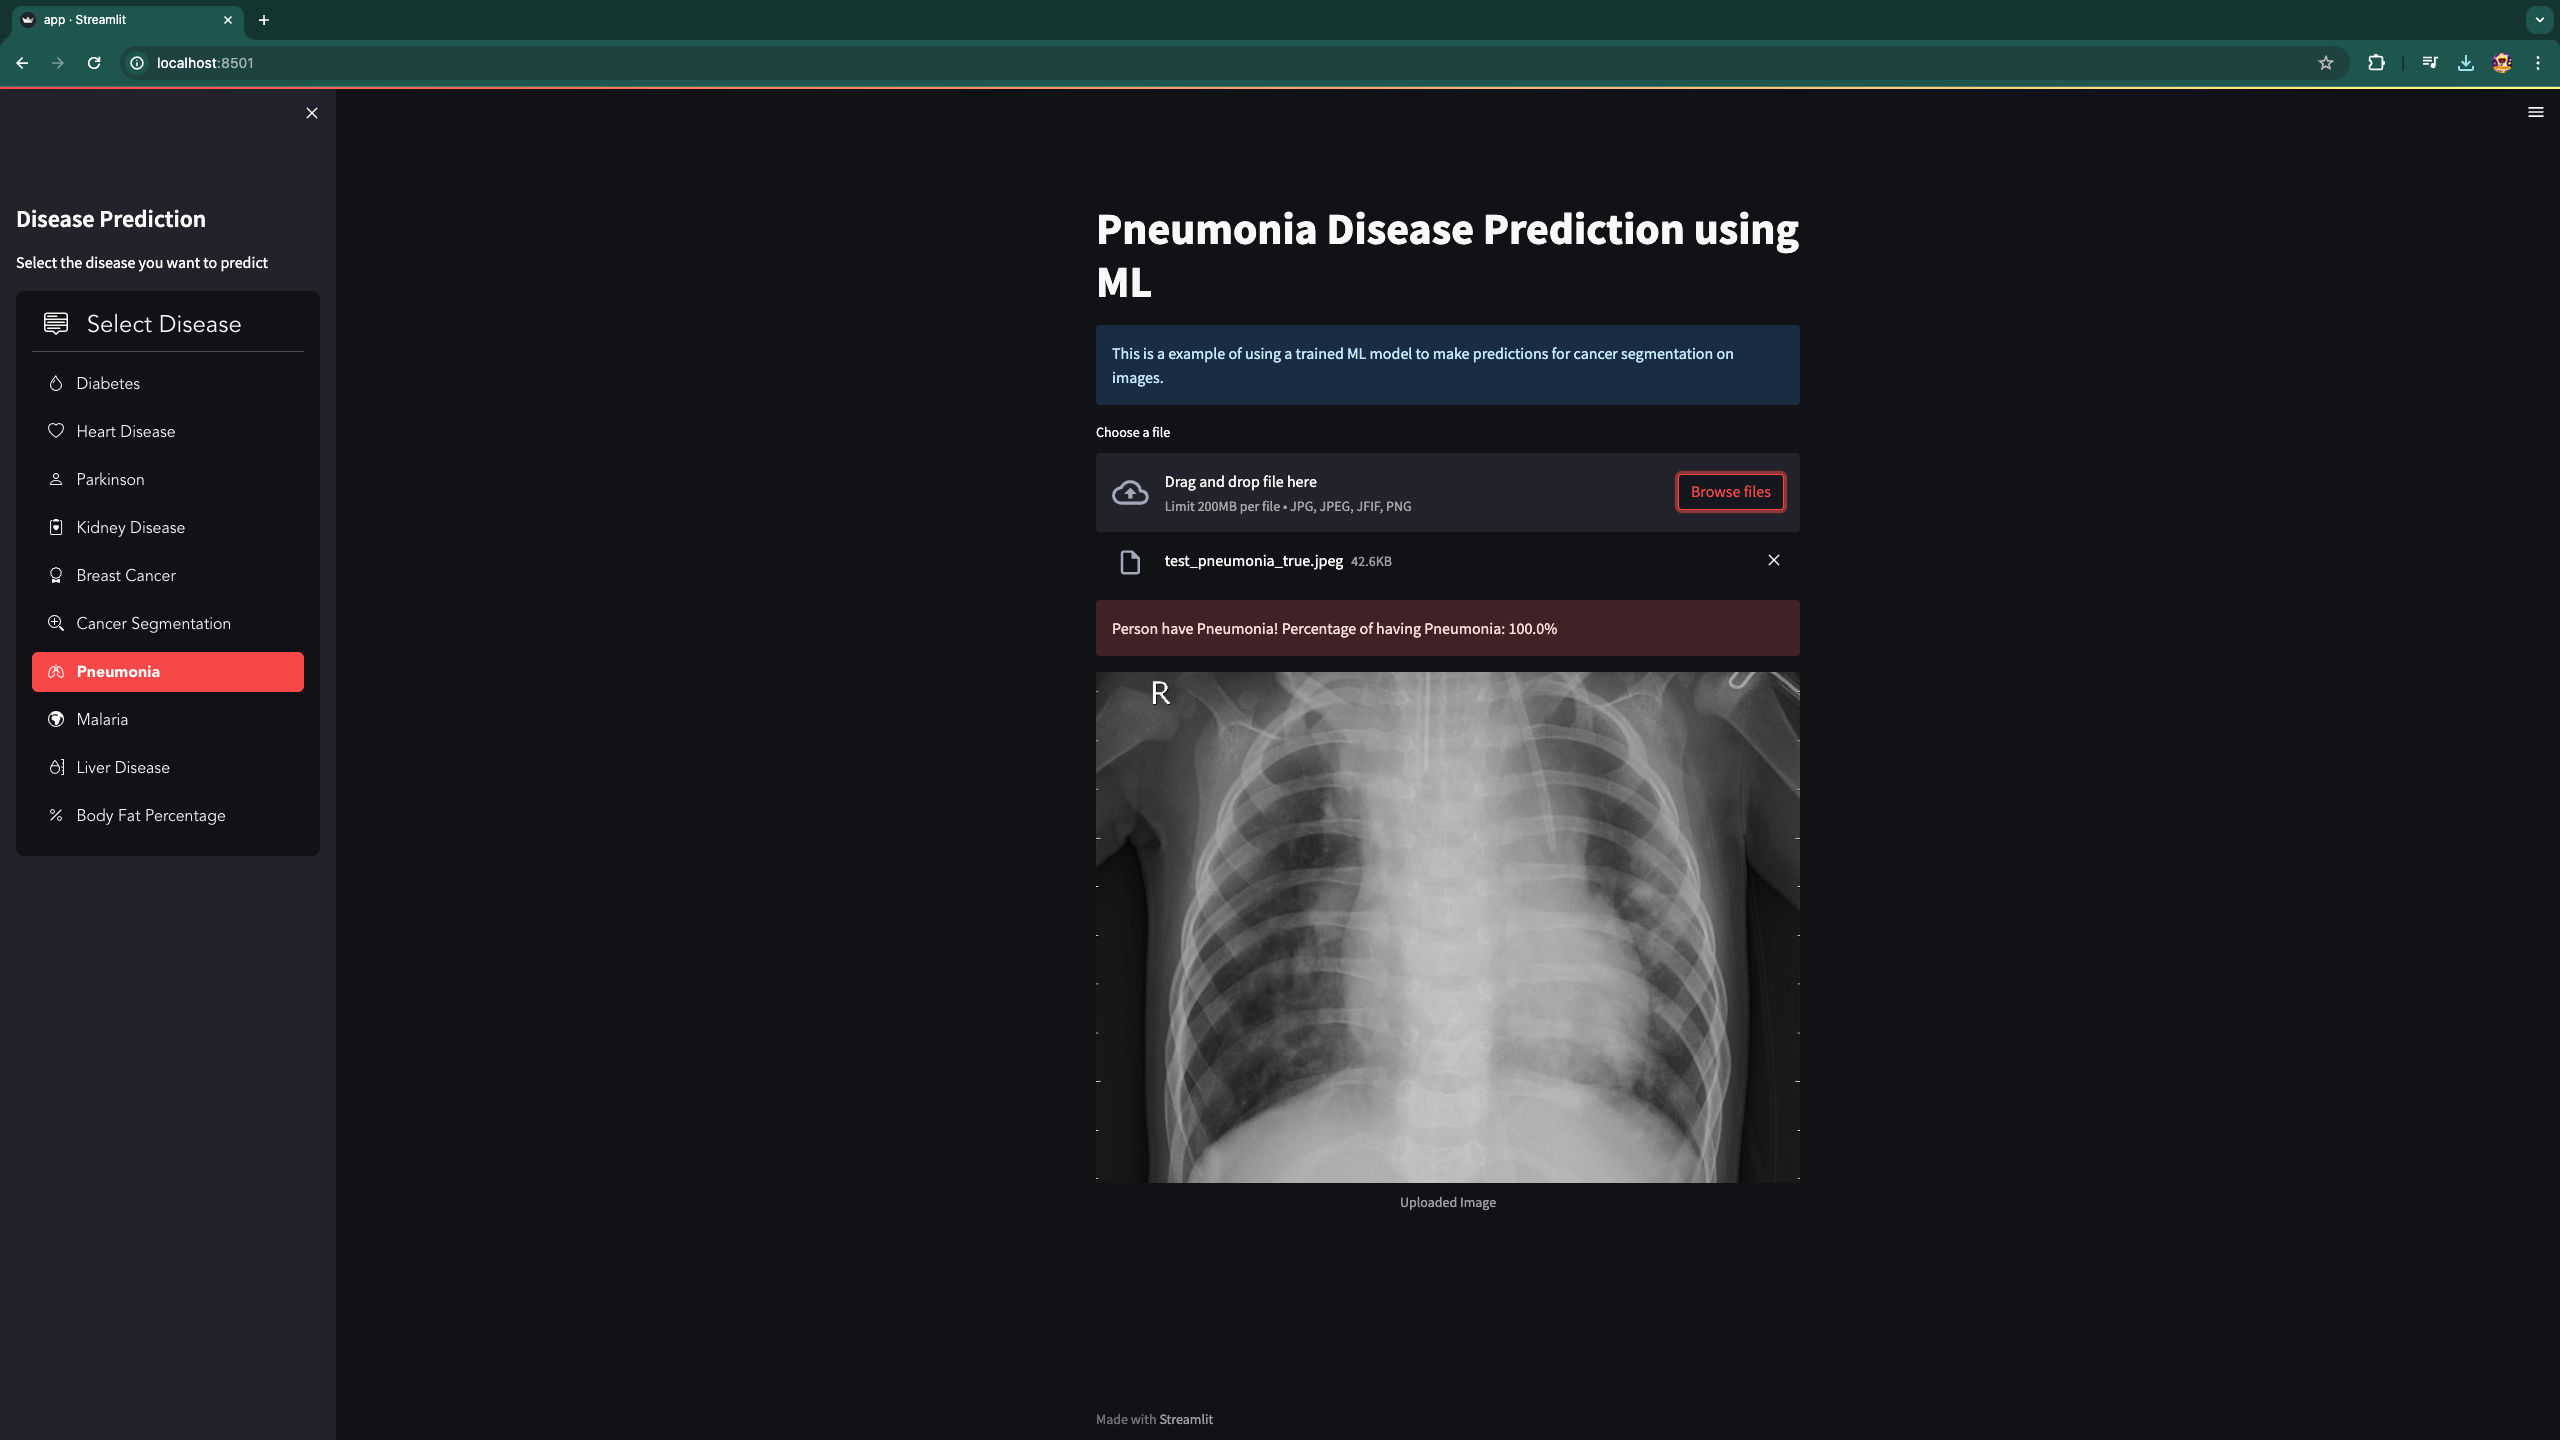 app · Streamlit
localhost:8501
Disease Prediction
Select the disease you want to predict
Select Disease
Diabetes
Heart Disease
Parkinson
Kidney Disease
Breast Cancer
Cancer Segmentation
Pneumonia
Malaria
Liver Disease
Body Fat Percentage
Pneumonia Disease Prediction using
ML
This is a example of using a trained ML model to make predictions for cancer segmentation on
images.
Choose a file
Drag and drop file here
Limit 200MB per file • JPG, JPEG, JFIF, PNG
Browse files
test_pneumonia_true.jpeg 42.6KB
Person have Pneumonia! Percentage of having Pneumonia: 100.0%
R
Uploaded Image
Made with Streamlit